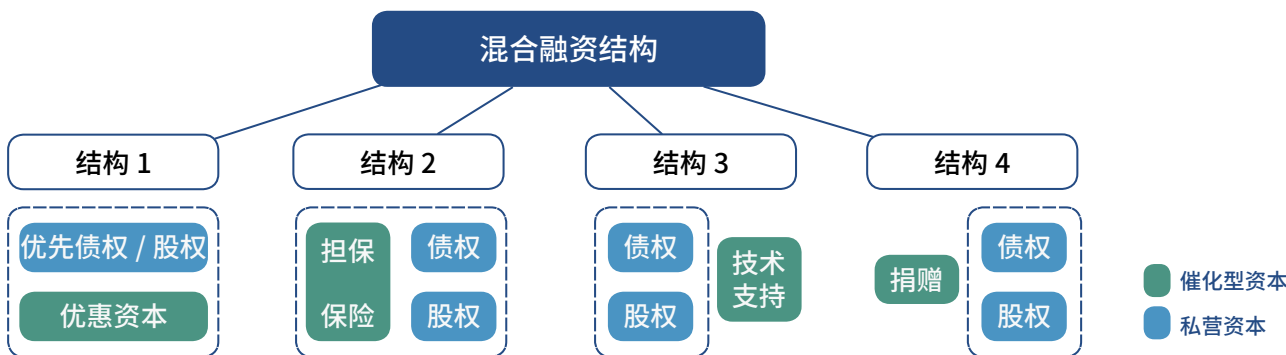 混合融资结构
结构 1
结构 2
结构 3
结构 4
优先债权 / 股权
优惠资本
担保
保险
债权
股权
债权
股权
技术
支持
捐赠
债权
股权
催化型资本
私营资本